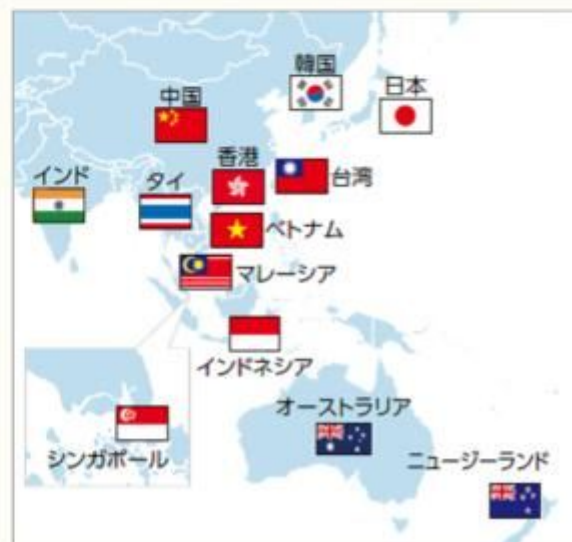 韓国
日本
中国
香港
台湾
インド
タイ
ベトナム
マレーシア
インドネシア
オーストラリア
シンガポール
ニュージーランド